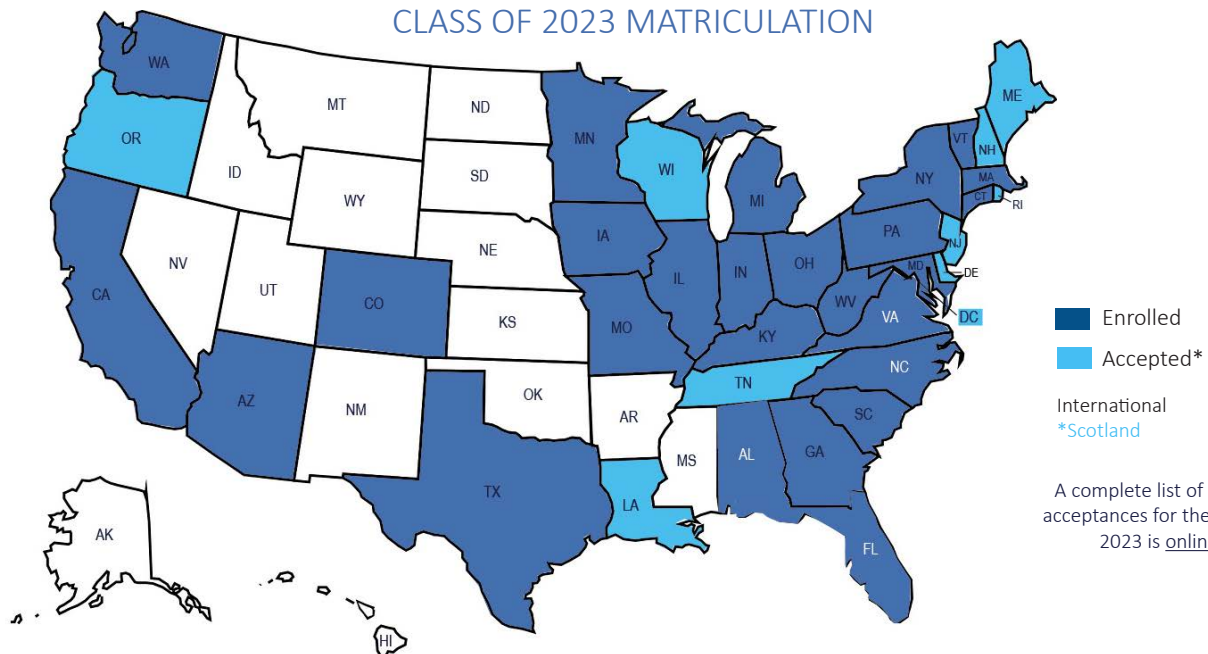 CLASS OF 2023 MATRICULATION
WA
MT
ND
MN
ME
OR
ID
SD
WI
VT
NH
WY
MI
NY
MA
CT
RI
NV
NE
IA
PA
NJ
CA
UT
CO
IL
IN
OH
MD
DE
KS
MO
WV
VA
DC
KY
AZ
NM
OK
TN
NC
AR
SC
TX
MS
AL
GA
LA
AK
FL
HI
Enrolled
Accepted*
International
*Scotland
A complete list of
acceptances for the
2023 is onlin